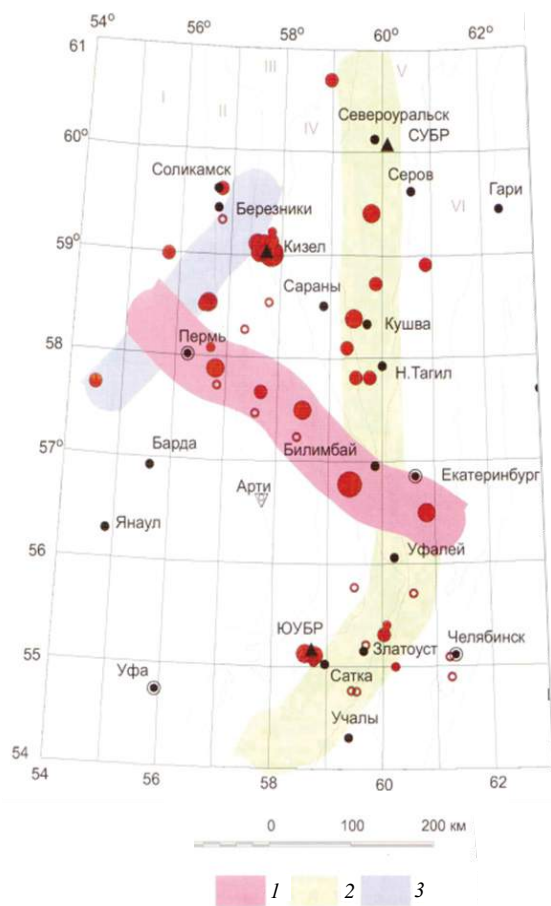 54 56 58 60 62°
61
III
V
I
II
Североуральск
IV
СУБР
60°
Соликамск
Серов
Гари
Березники
VI
59°
Кизел
Сараны
58
Кушва
Пермь
Н.Тагил
57°
Барда
Билимбай
Екатеринбург
Арти
Янаул
56
Уфалей
ЮУБР
Златоуст
Челябинск
55
Уфа
Сатка
Учалы
54
54
56
58
60
62
0 100 200 км
1 2 3